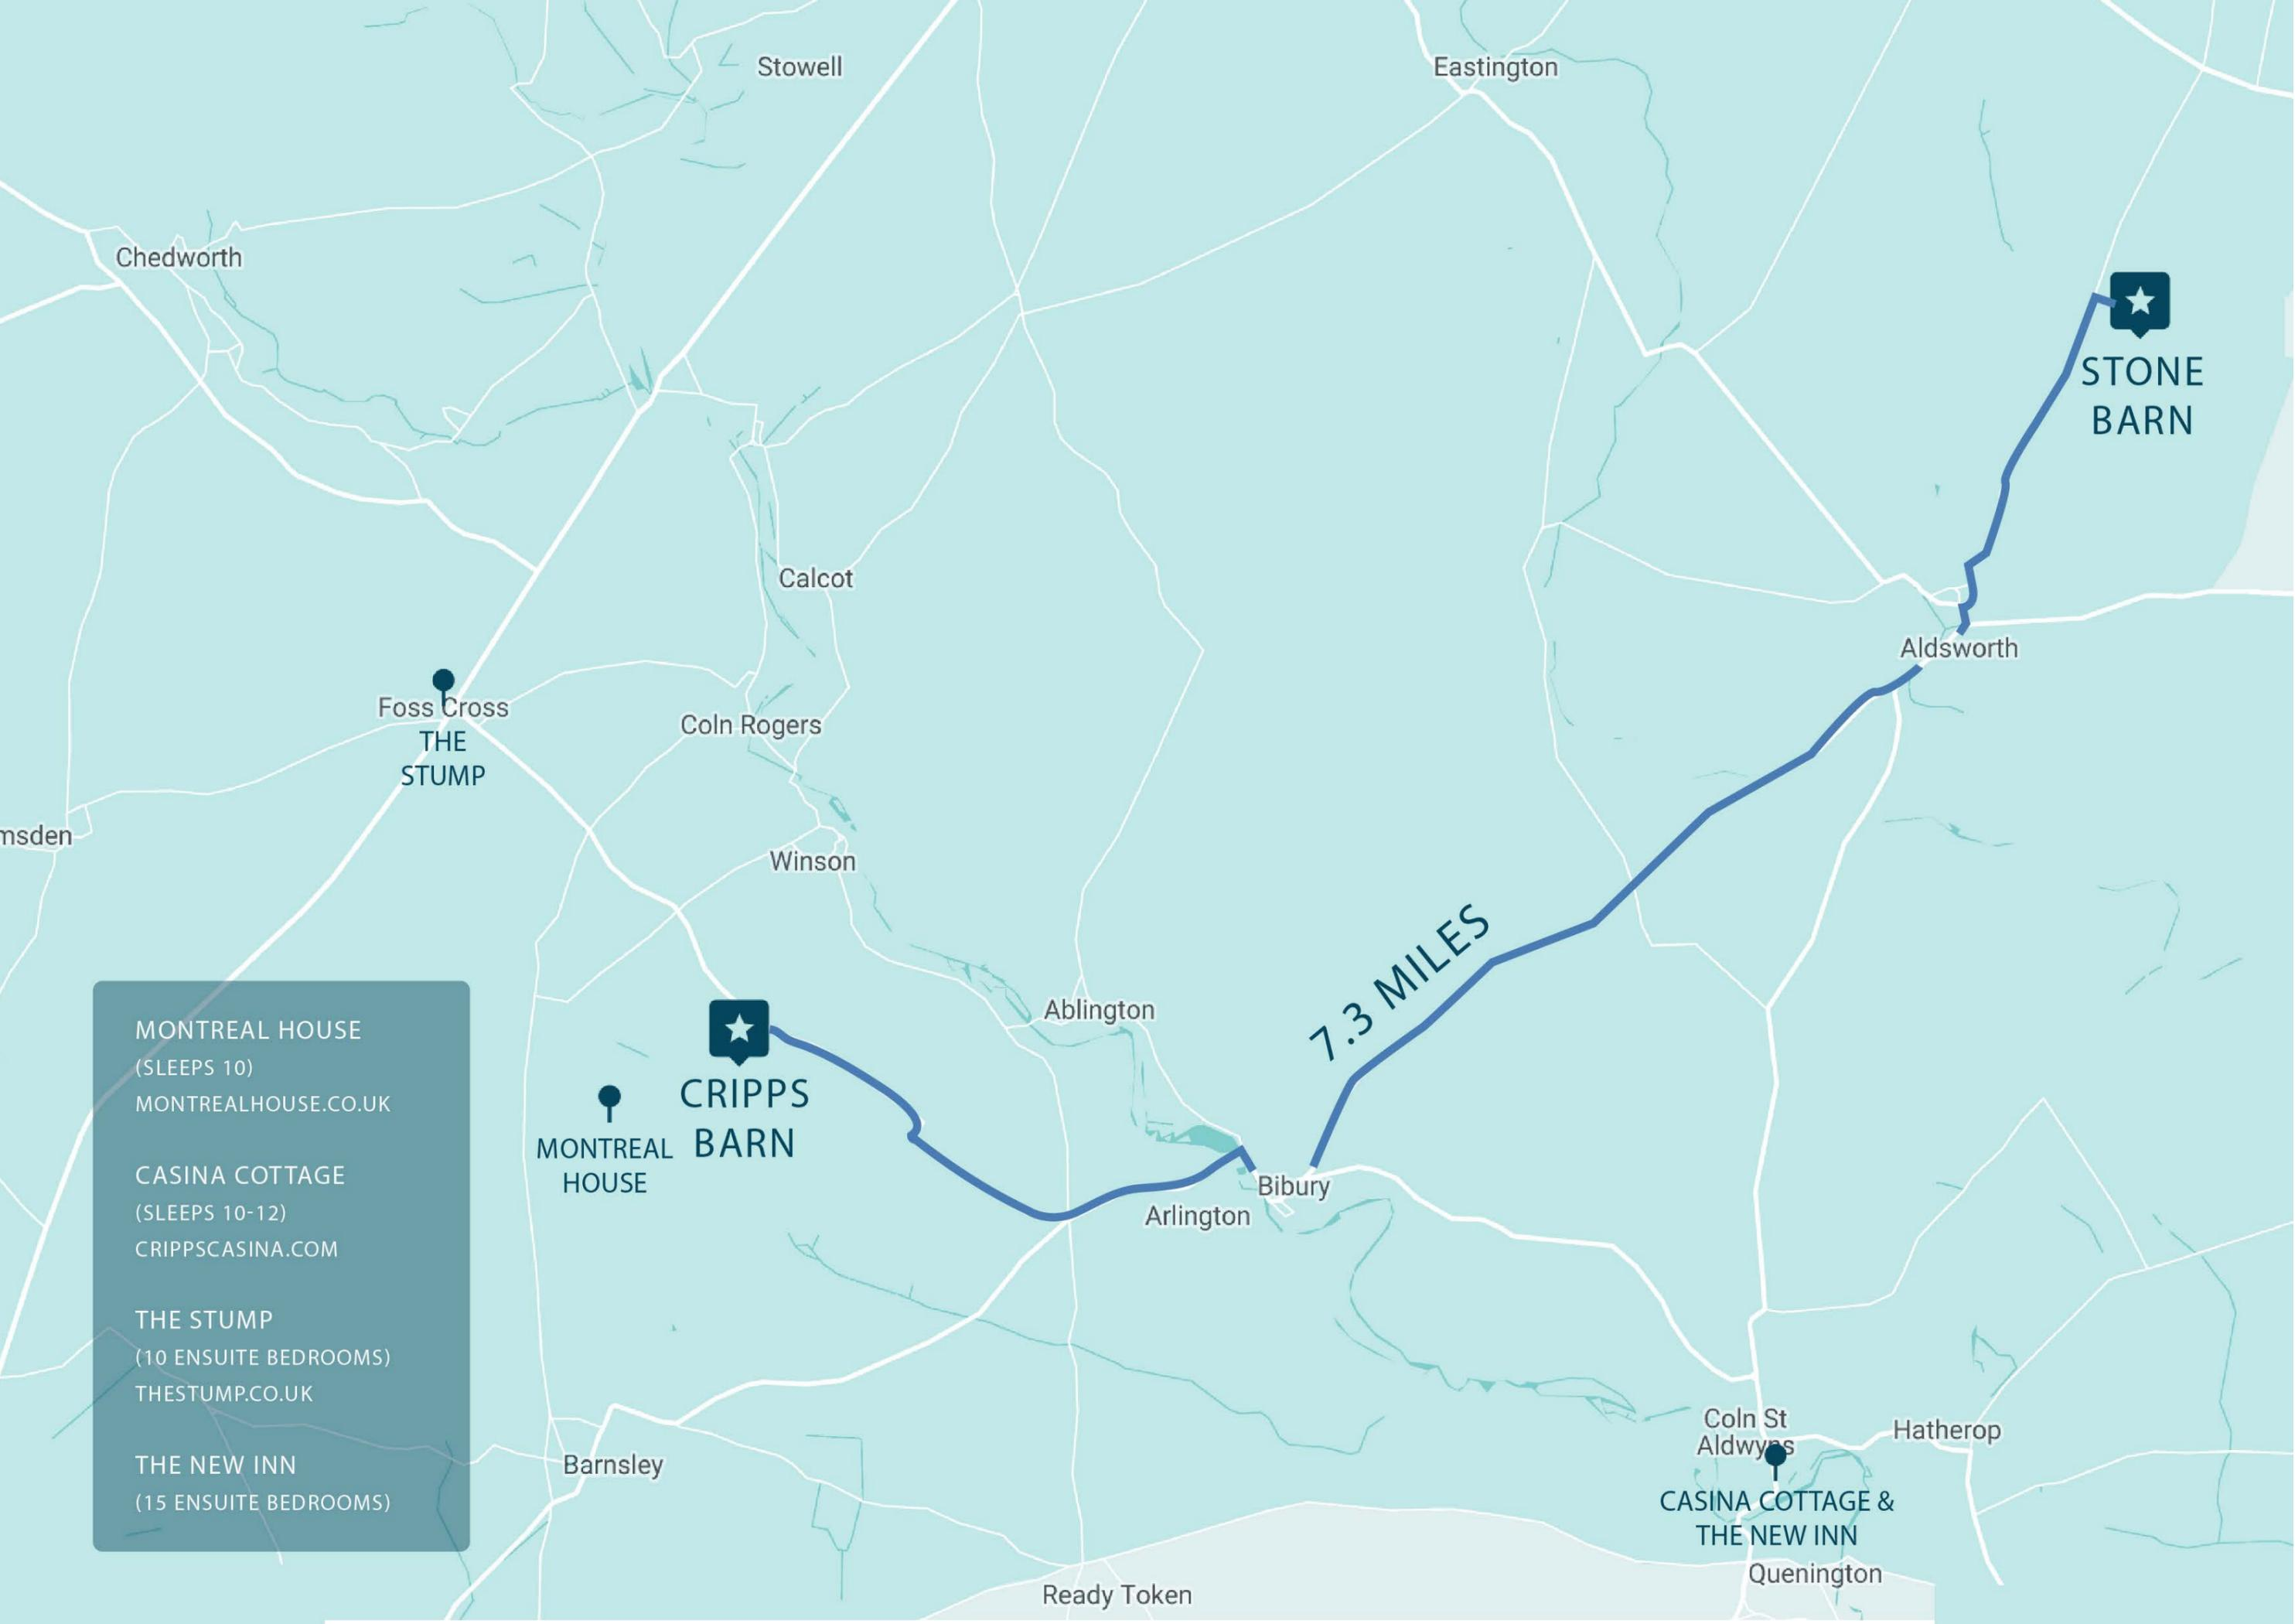 Stowell
Eastington
Chedworth
STONE
BARN
Calcot
Aldsworth
Foss Cross
THE
STUMP
Coln Rogers
msden
Winson
7.3 MILES
Ablington
CRIPPS
BARN
MONTREAL
HOUSE
Bibury
Arlington
MONTREAL HOUSE
(SLEEPS 10)
MONTREALHOUSE.CO.UK
CASINA COTTAGE
(SLEEPS 10-12)
CRIPPSCASINA.COM
THE STUMP
(10 ENSUITE BEDROOMS)
THESTUMP.CO.UK
THE NEW INN
(15 ENSUITE BEDROOMS)
Barnsley
Coln St
Aldwyns
Hatherop
CASINA COTTAGE &
THE NEW INN
Quenington
Ready Token